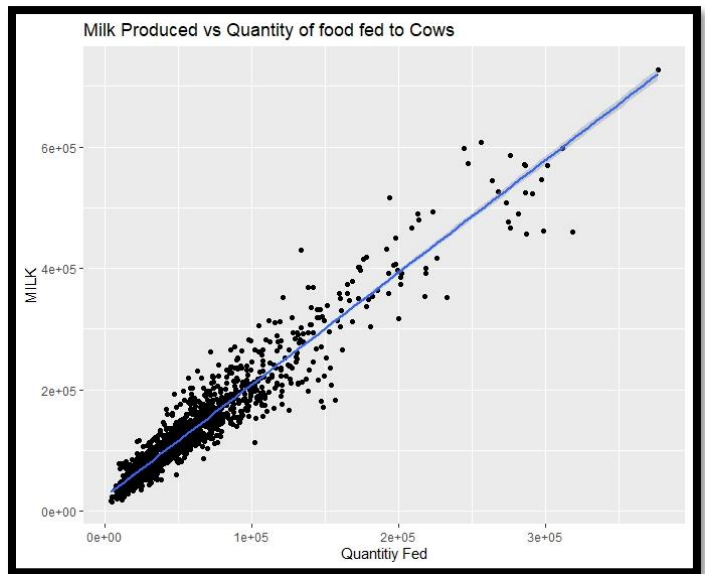 Milk Produced vs Quantity of food fed to Cows
6e+05
4e+05
MILK
2e+05
0e+00
0e+00 1e+05 2e+05 3e+05
Quantitiy Fed